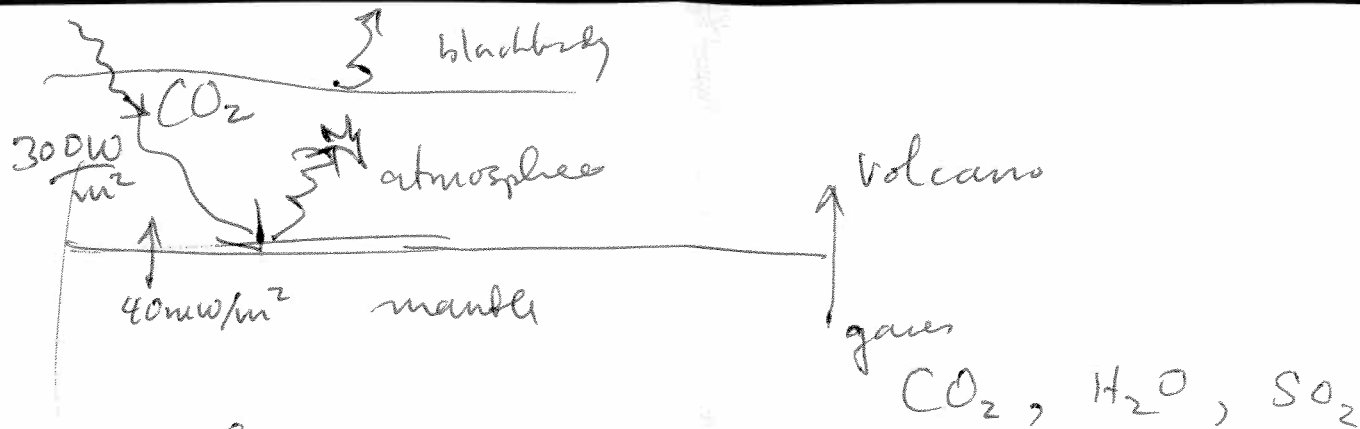 blackbody
CO₂
300W/m²
atmosphere
volcano
40mW/m²
mantle
gases
CO₂, H₂O, SO₂